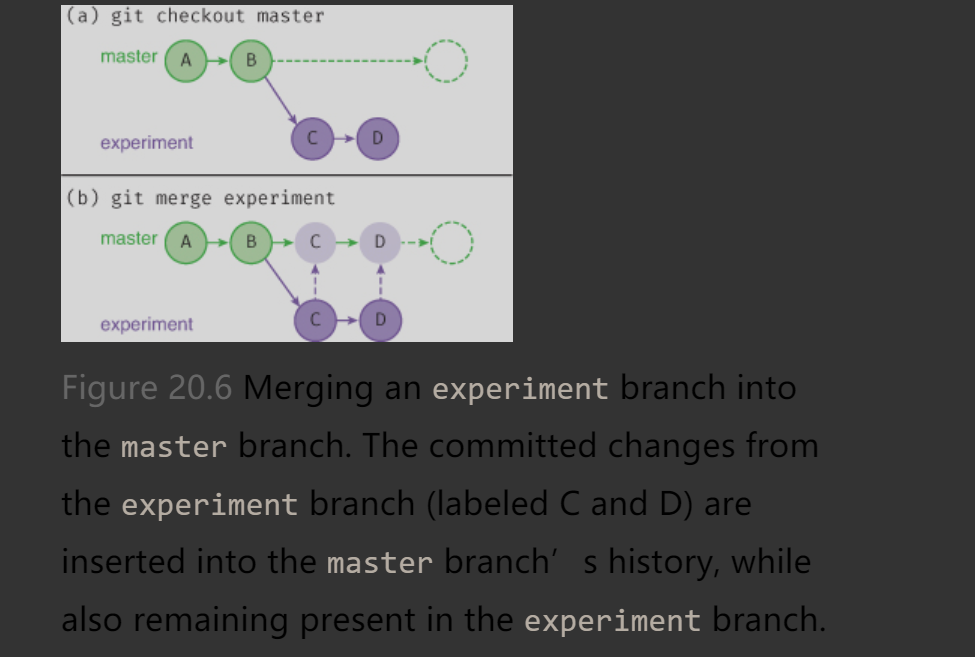 (a) git checkout master
master A B
C D
experiment
(b) git merge experiment
master A B C D
C D
experiment
Figure 20.6 Merging an experiment branch into
the master branch. The committed changes from
the experiment branch (labeled C and D) are
inserted into the master branch’ s history, while
also remaining present in the experiment branch.